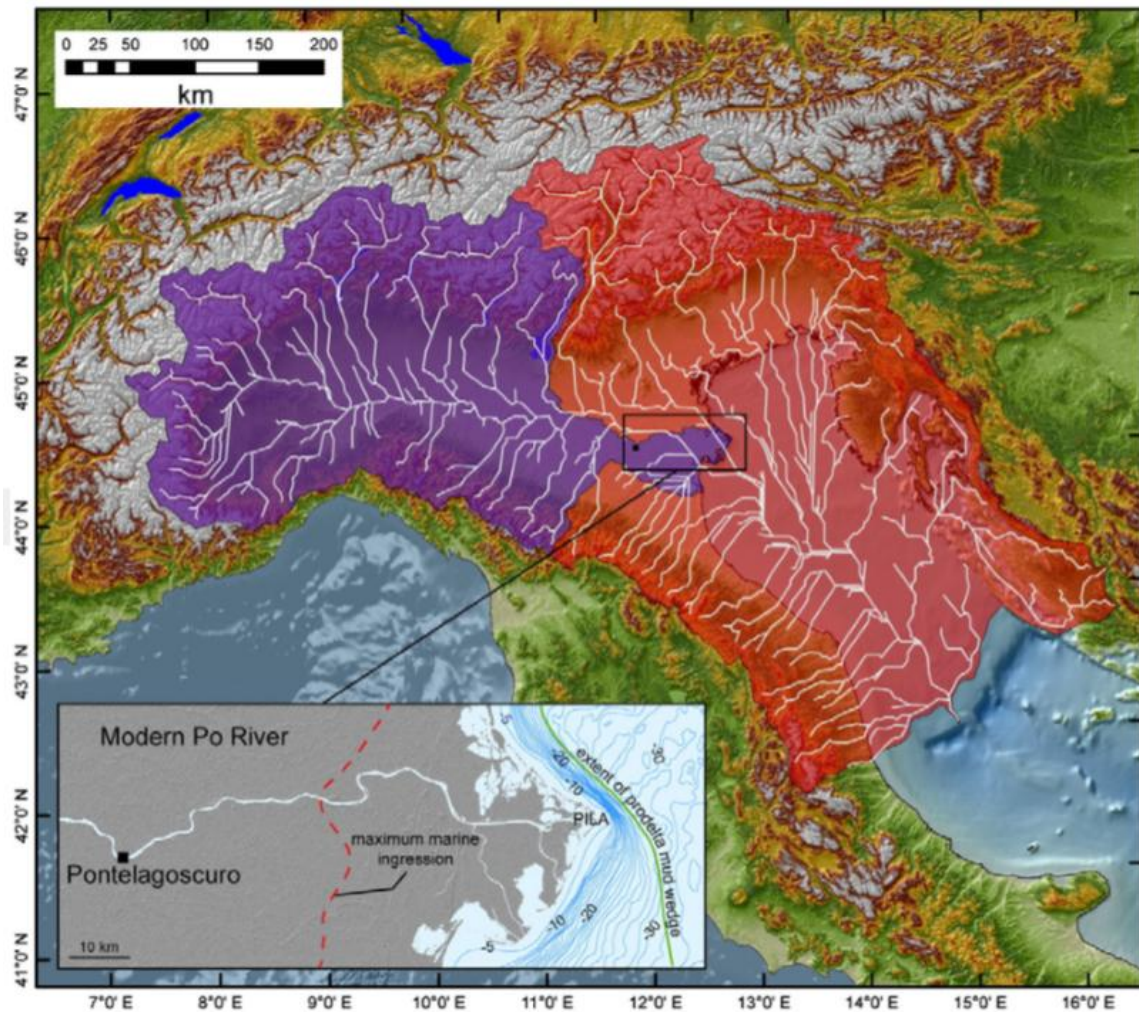 0 25 50 100 150 200
km
47°0' N
46°0' N
45°0' N
44°0' N
43°0' N
42°0' N
41°0' N
Modern Po River
-5
-20
-10
-30
extent of prodelta mud wedge
PILA
maximum marine
ingression
Pontelagoscuro
-10
-20
-30
-5
10 km
7°0' E 8°0' E 9°0' E 10°0' E 11°0' E 12°0' E 13°0' E 14°0' E 15°0' E 16°0' E